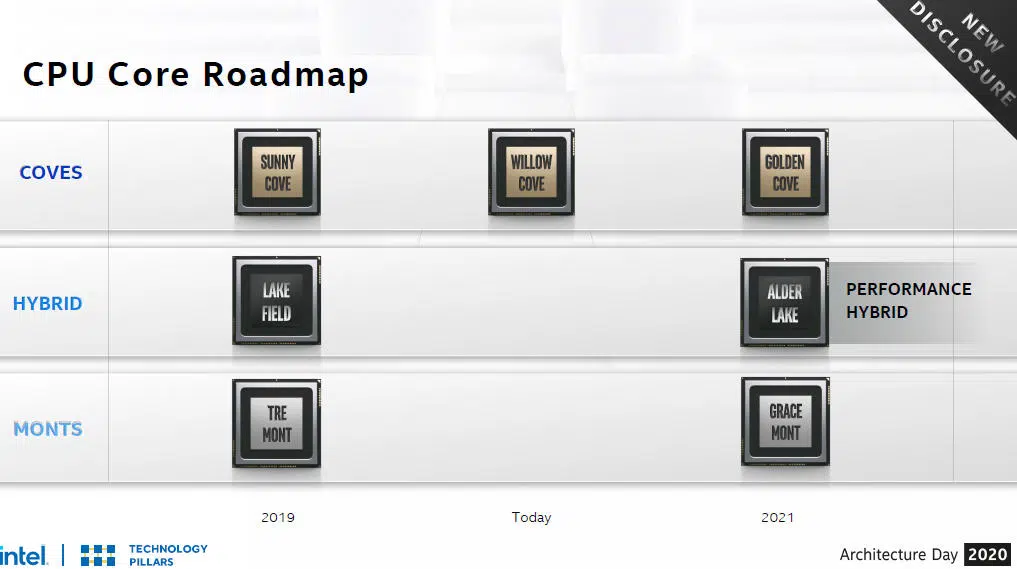 NEW
DISCLOSURE
CPU Core Roadmap
COVES
SUNNY
COVE
WILLOW
COVE
GOLDEN
COVE
HYBRID
LAKE
FIELD
ALDER
LAKE
PERFORMANCE
HYBRID
MONTS
TRE
MONT
GRACE
MONT
2019
Today
2021
intel.
TECHNOLOGY
PILLARS
Architecture Day 2020